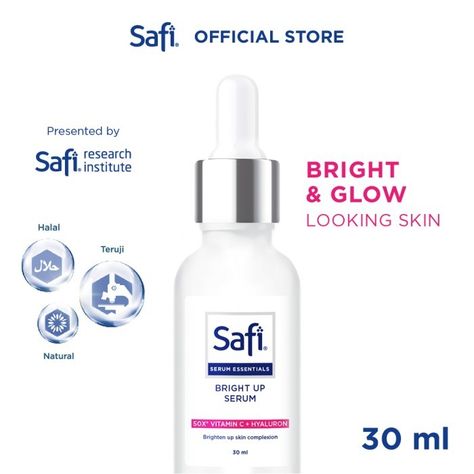 Safi® OFFICIAL STORE
Presented by
Safi® research
institute
Halal
حلال
Teruji
Natural
BRIGHT
& GLOW
LOOKING SKIN
Safi®
SERUM ESSENTIALS
BRIGHT UP
SERUM
50X* VITAMIN C + HYALURON
Brighten up skin complexion
30 ml
30 ml